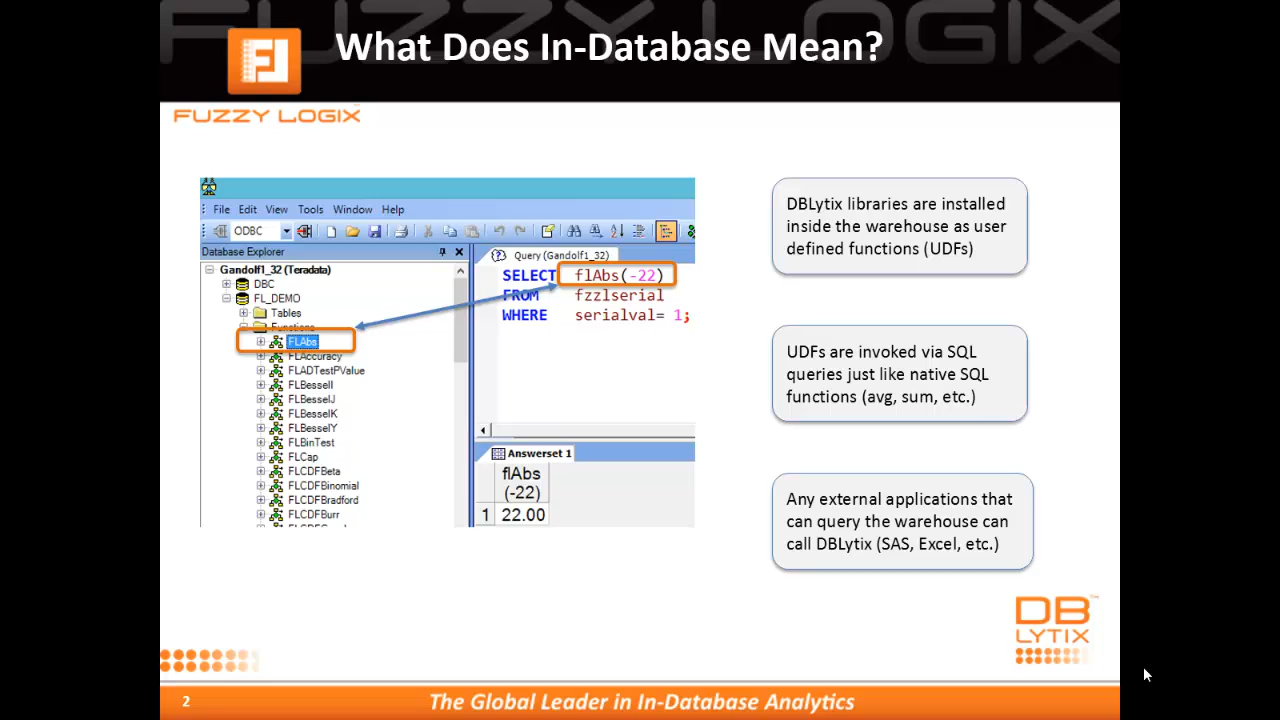 FUZZY LOGIX
What Does In-Database Mean?
FUZZY LOGIX
File Edit View Tools Window Help
ODBC
Database Explorer
Query (Gandolf1_32)
Gandolf1_32 (Teradata)
DBC
FL_DEMO
Tables
Functions
FLAbs
FLAccuracy
FLADTestPValue
FLBesselI
FLBesselJ
FLBesselK
FLBesselY
FLBinTest
FLCap
FLCDFBeta
FLCDFBinomial
FLCDFBradford
FLCDFBurr
SELECT flAbs(-22)
FROM fzzlserial
WHERE serialval= 1;
Answerset 1
flAbs
(-22)
1 22.00
DBLytix libraries are installed
inside the warehouse as user
defined functions (UDFs)
UDFs are invoked via SQL
queries just like native SQL
functions (avg, sum, etc.)
Any external applications that
can query the warehouse can
call DBLytix (SAS, Excel, etc.)
DB
LYTIX
2
The Global Leader in In-Database Analytics